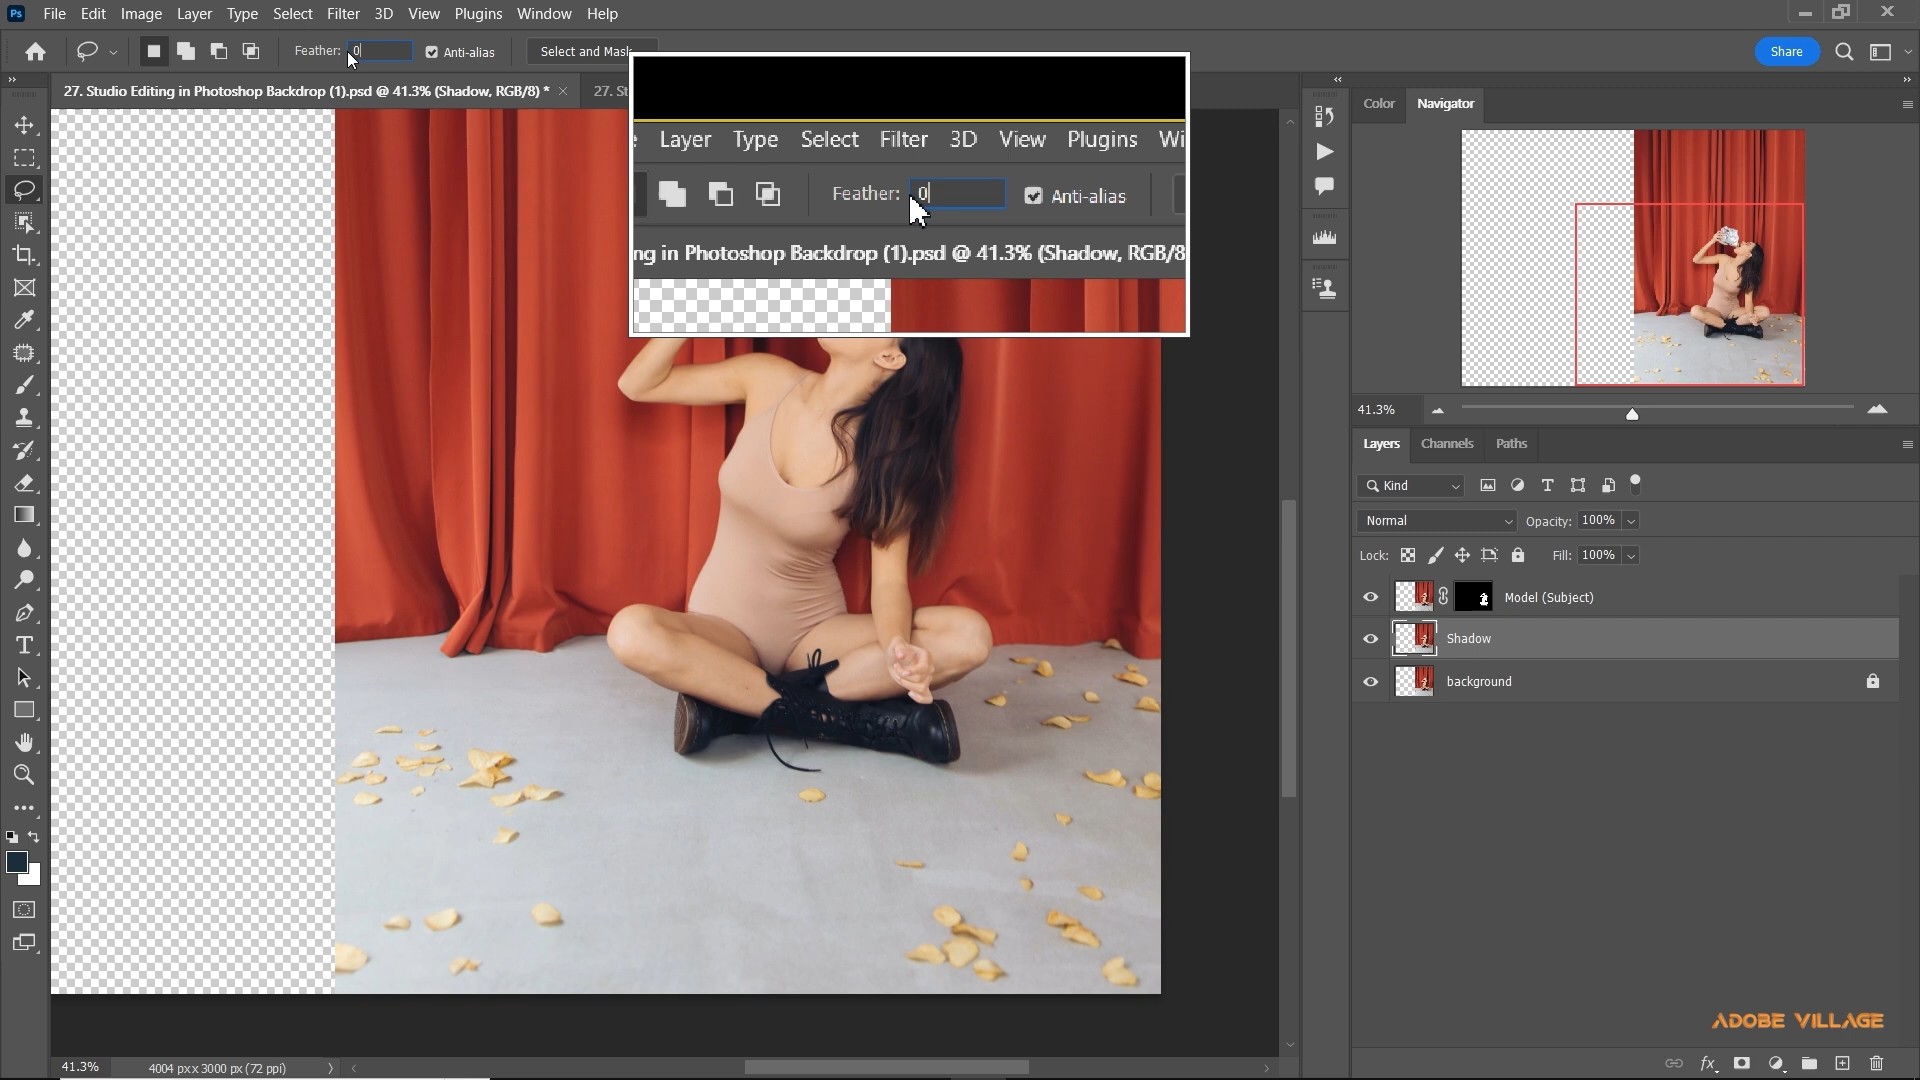 Ps File Edit Image Layer Type Select Filter 3D View Plugins Window Help
Feather: 0 Anti-alias Select and Mask Share
27. Studio Editing in Photoshop Backdrop (1).psd @ 41.3% (Shadow, RGB/8) * 27. St
Layer Type Select Filter 3D View Plugins Wi
Feather: 0 Anti-alias
ng in Photoshop Backdrop (1).psd @ 41.3% (Shadow, RGB/8
Color Navigator
41.3%
Layers Channels Paths
Kind
Normal Opacity: 100%
Lock: Fill: 100%
Model (Subject)
Shadow
background
ADOBE VILLAGE
41.3% 4004 px x 3000 px (72 ppi)
fx